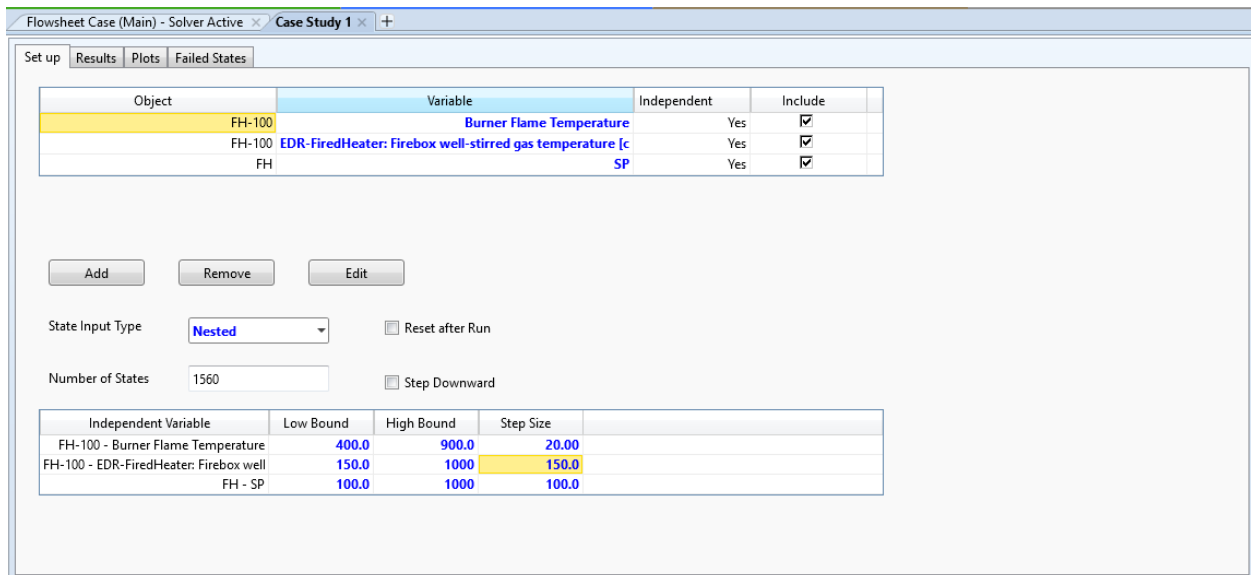 Flowsheet Case (Main) - Solver Active × Case Study 1 × +
Set up Results Plots Failed States
Object Variable Independent Include
FH-100 Burner Flame Temperature Yes
FH-100 EDR-FiredHeater: Firebox well-stirred gas temperature [c Yes
FH SP Yes
Add Remove Edit
State Input Type Nested Reset after Run
Number of States 1560 Step Downward
Independent Variable Low Bound High Bound Step Size
FH-100 - Burner Flame Temperature 400.0 900.0 20.00
FH-100 - EDR-FiredHeater: Firebox well 150.0 1000 150.0
FH - SP 100.0 1000 100.0